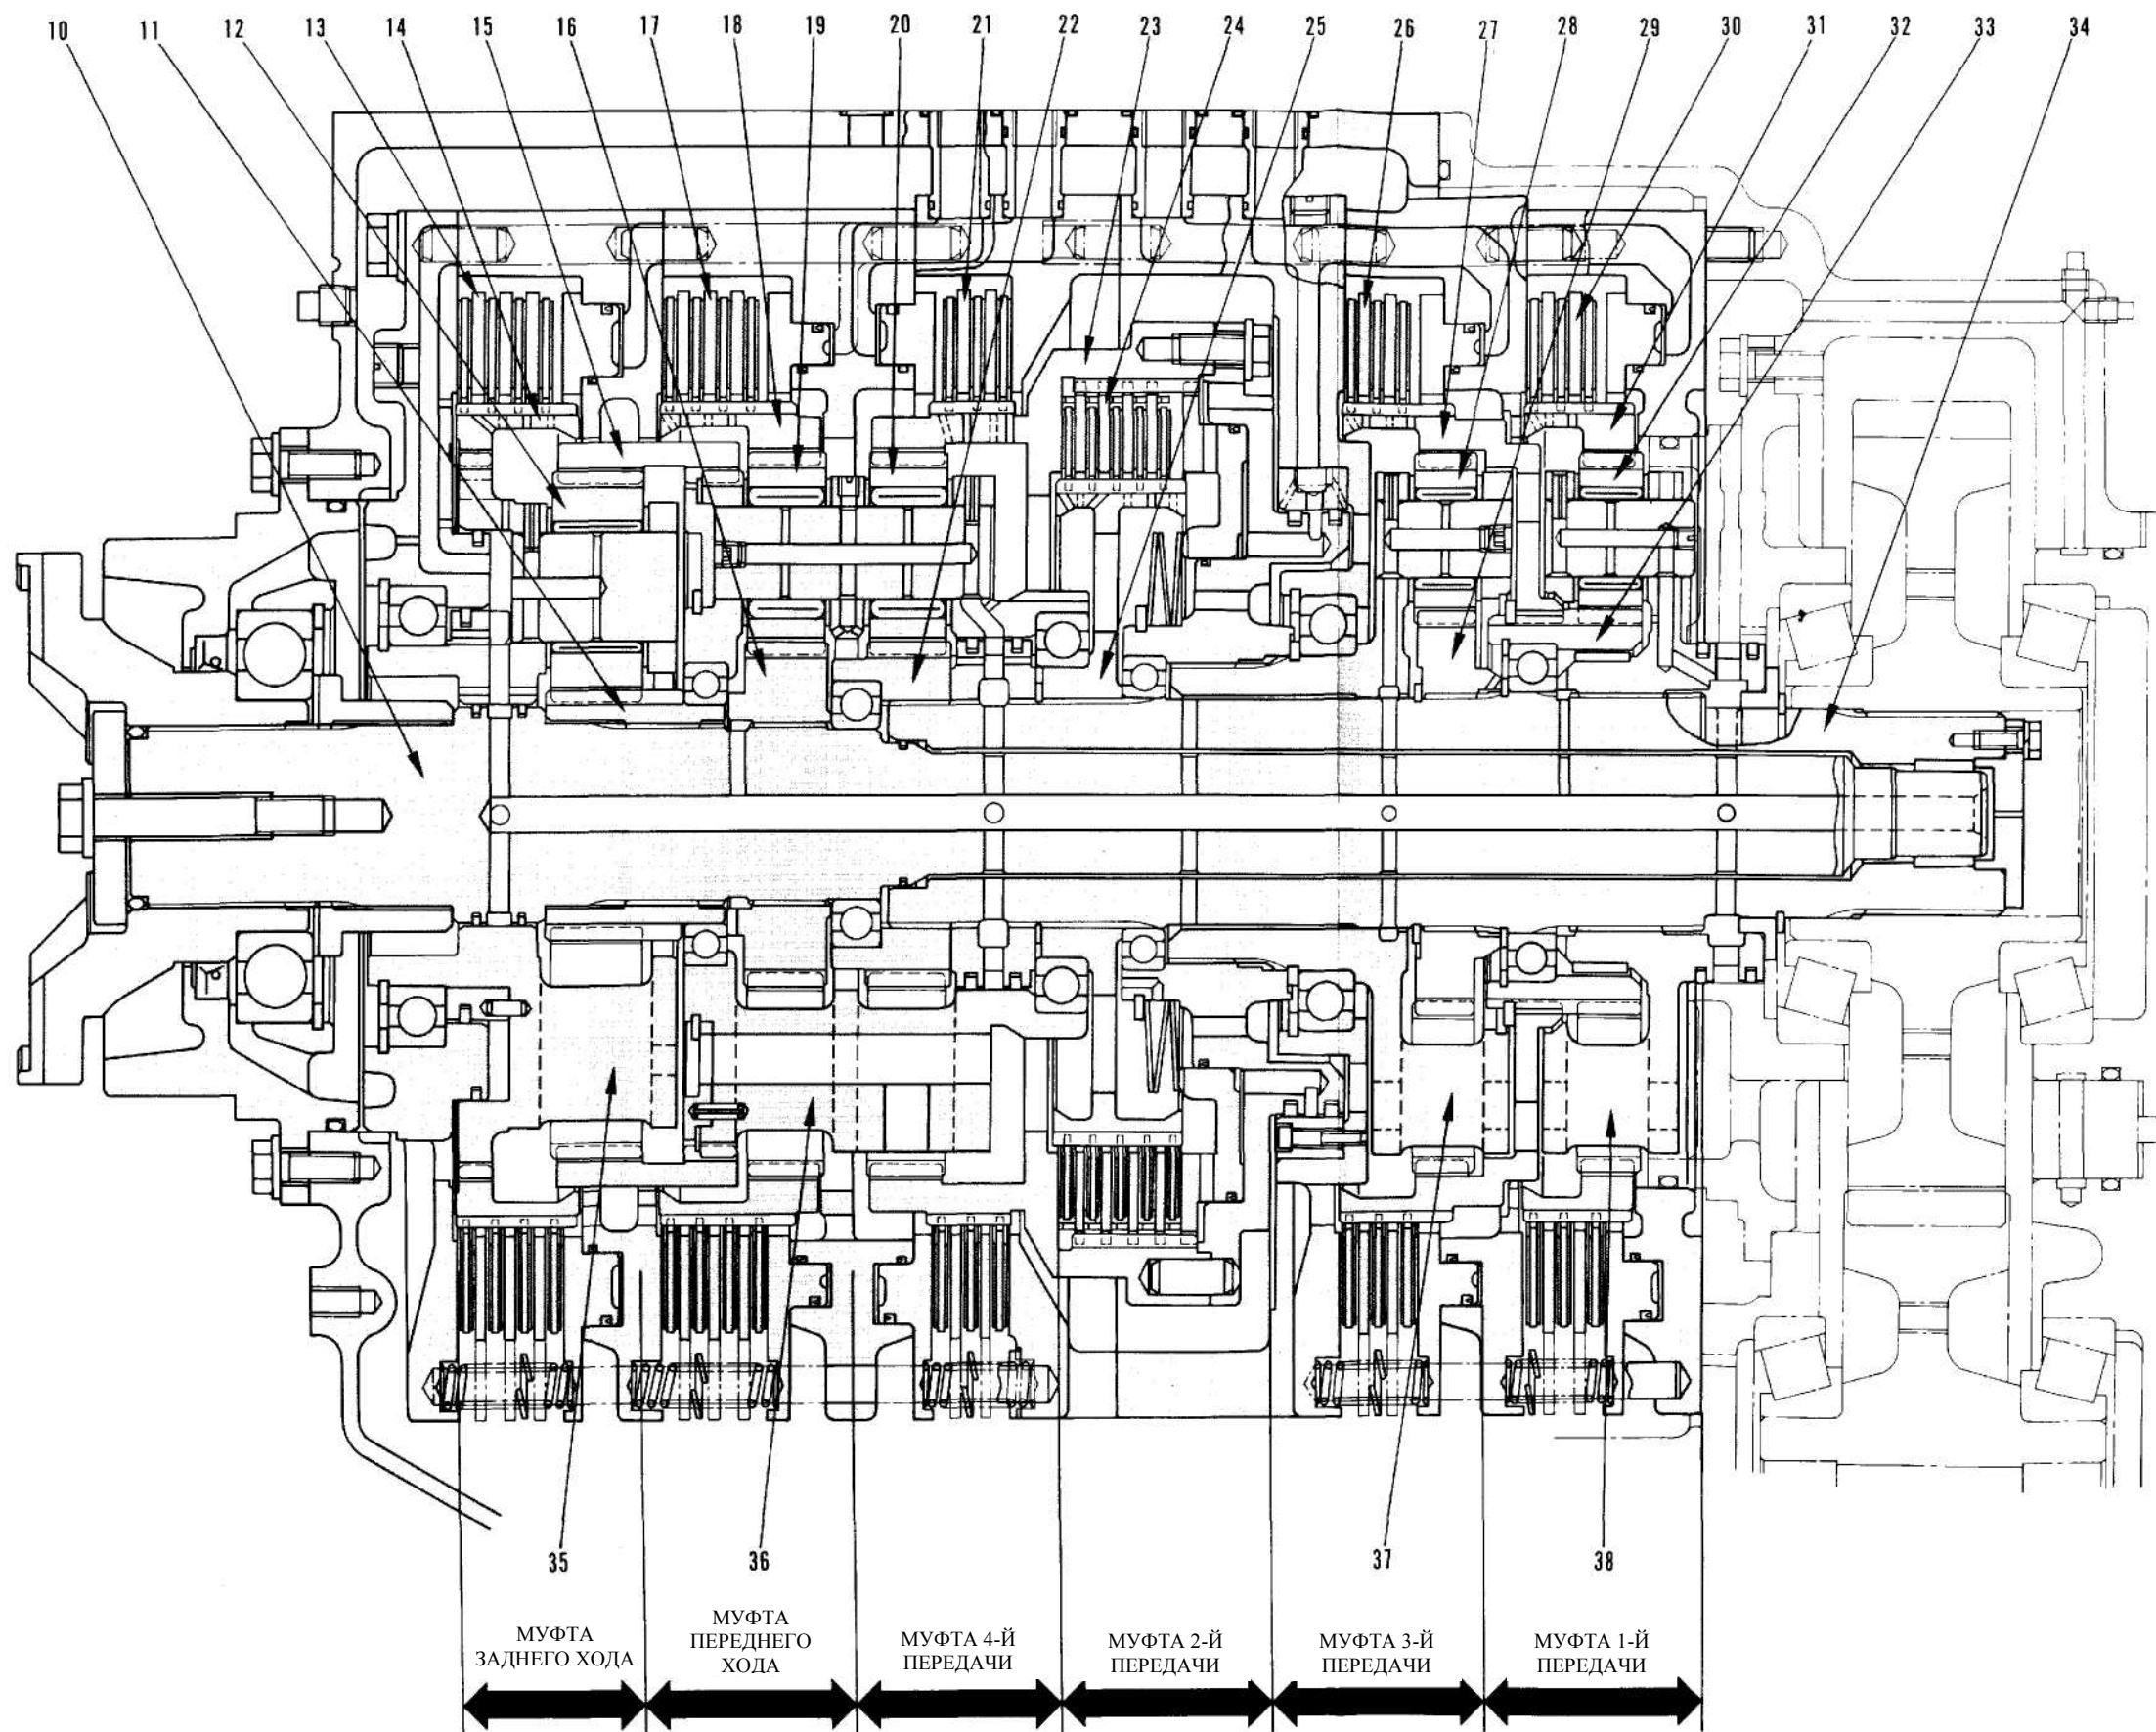 10 11 12 13 14 15 16 17 18 19 20 21 22 23 24 25 26 27 28 29 30 31 32 33 34
35 36 37 38
МУФТА
ЗАДНЕГО ХОДА
МУФТА
ПЕРЕДНЕГО
ХОДА
МУФТА 4-Й
ПЕРЕДАЧИ
МУФТА 2-Й
ПЕРЕДАЧИ
МУФТА 3-Й
ПЕРЕДАЧИ
МУФТА 1-Й
ПЕРЕДАЧИ